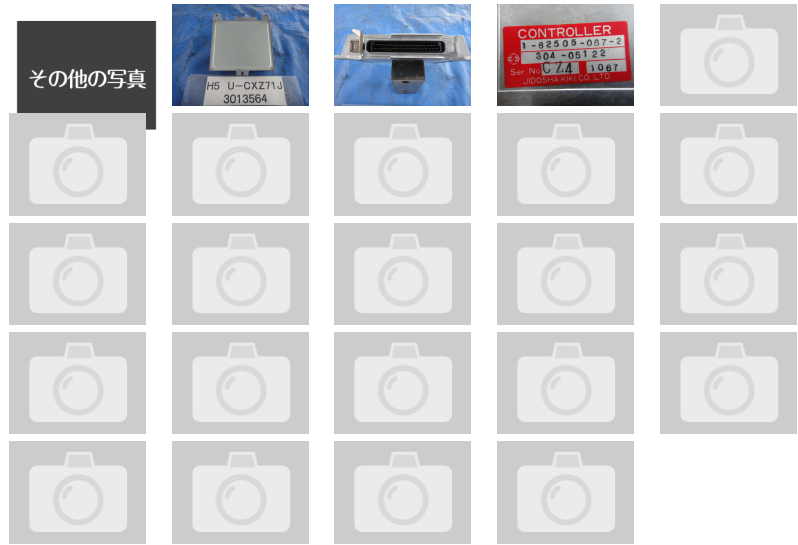 その他の写真
H5 U-CXZ71J
3013564
CONTROLLER
1-82505-087-2
304-05122
Ser. No CZ4 1067
JIDOSHA KIKI CO.,LTD.